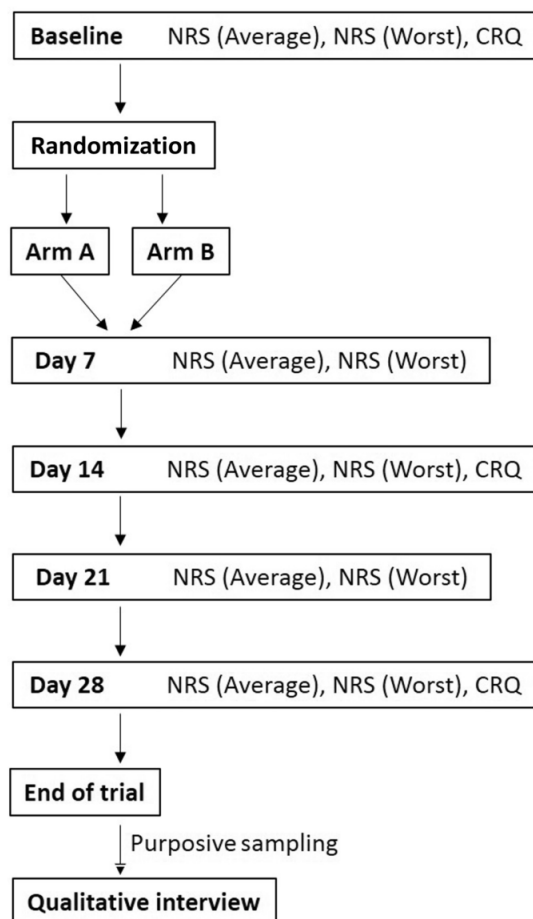 Baseline NRS (Average), NRS (Worst), CRQ
Randomization
Arm A Arm B
Day 7 NRS (Average), NRS (Worst)
Day 14 NRS (Average), NRS (Worst), CRQ
Day 21 NRS (Average), NRS (Worst)
Day 28 NRS (Average), NRS (Worst), CRQ
End of trial
Purposive sampling
Qualitative interview